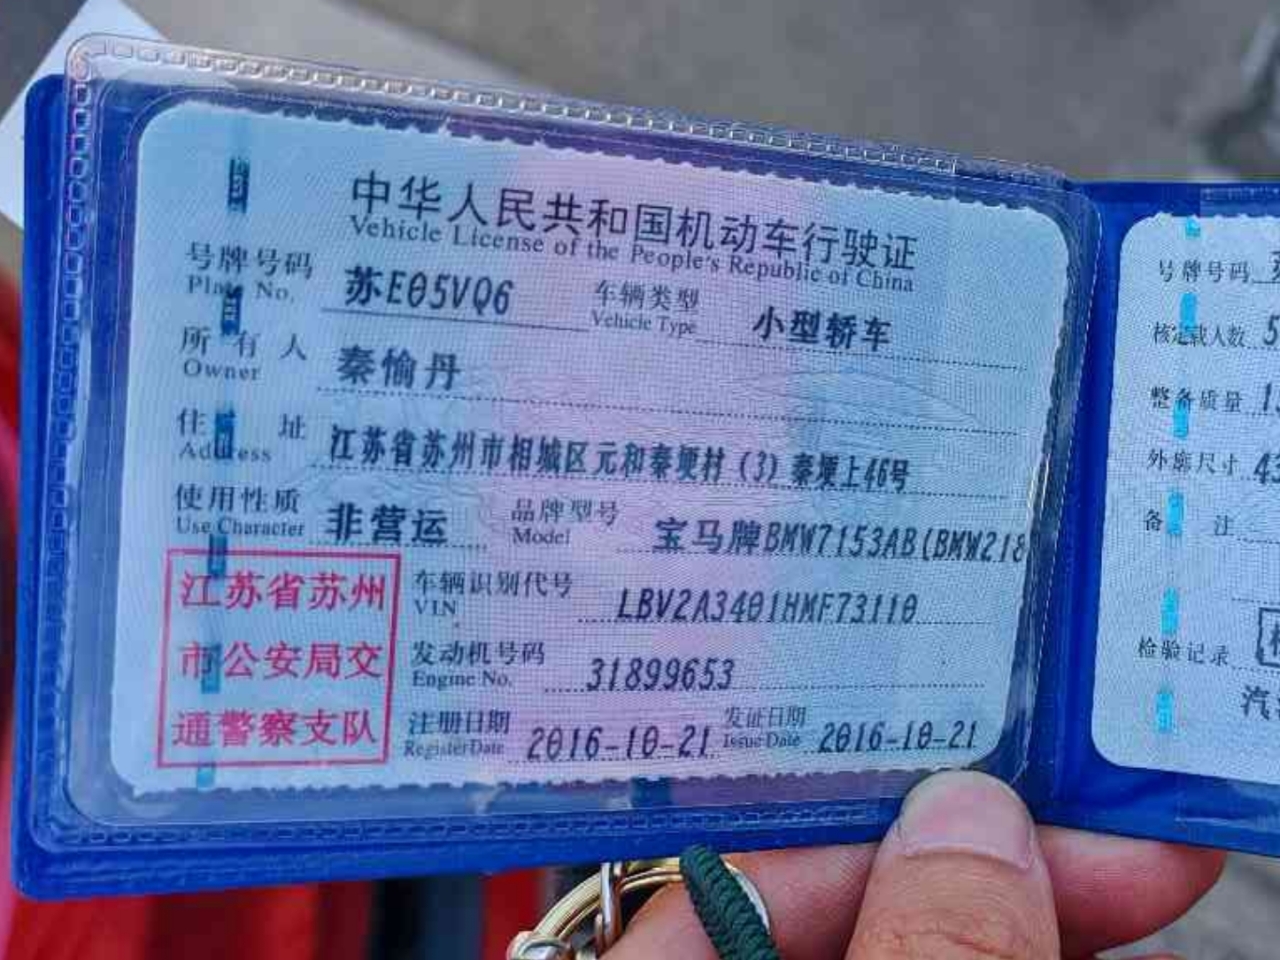 中华人民共和国机动车行驶证
Vehicle License of the People's Republic of China
号牌号码 苏E05VQ6 车辆类型 小型轿车
Plate No. Vehicle Type
所有人 秦愉丹
Owner
住址 江苏省苏州市相城区元和秦埂村(3)秦埂上46号
Address
使用性质 非营运 品牌型号 宝马牌BMW7153AB(BMW218
Use Character Model
江苏省苏州
市公安局交
通警察支队
车辆识别代号 LBV2A3401HMF73110
VIN
发动机号码 31899653
Engine No.
注册日期 2016-10-21 发证日期 2016-10-21
Register Date Issue Date
号牌号码
核定载人数 5
整备质量 1
外廓尺寸 43
备注
检验记录